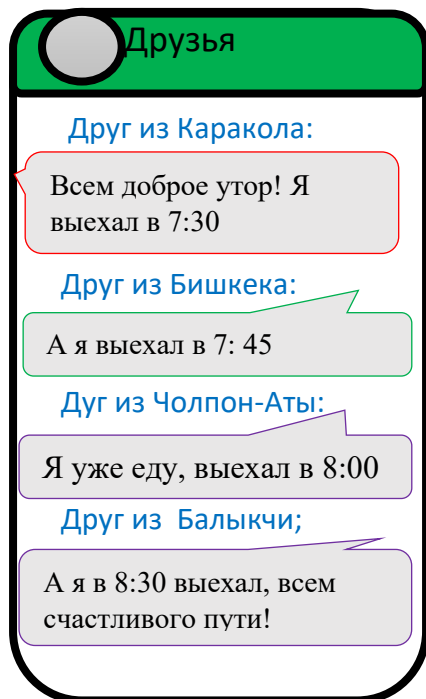 Друзья
Друг из Каракола:
Всем доброе утор! Я
выехал в 7:30
Друг из Бишкека:
А я выехал в 7: 45
Дуг из Чолпон-Аты:
Я уже еду, выехал в 8:00
Друг из  Балыкчи;
А я в 8:30 выехал, всем
счастливого пути!